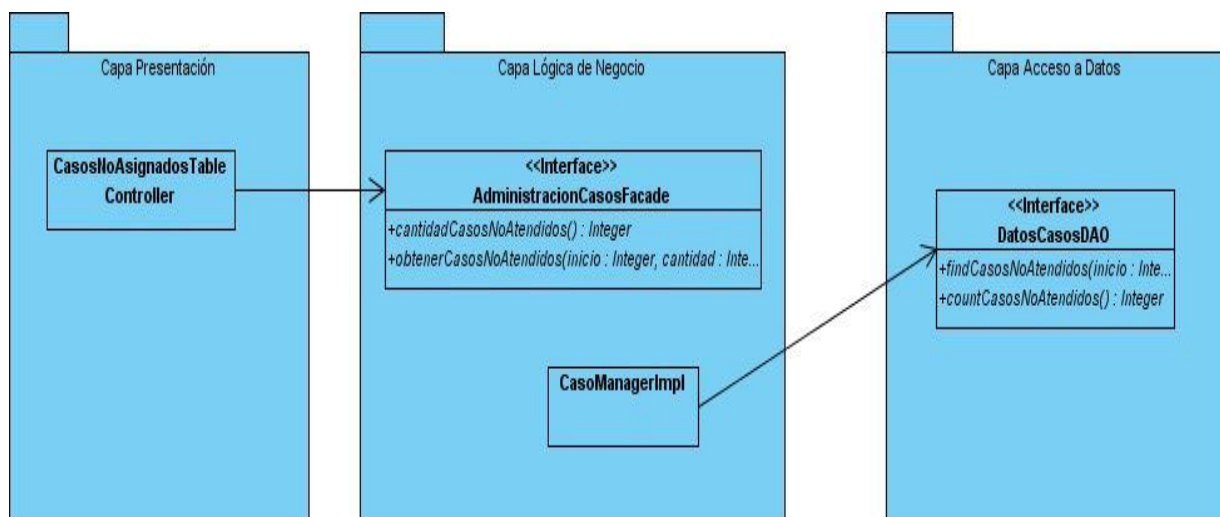 Capa Presentación
CasosNoAsignadosTable
Controller
Capa Lógica de Negocio
<<Interface>>
AdministracionCasosFacade
+cantidadCasosNoAtendidos() : Integer
+obtenerCasosNoAtendidos(inicio : Integer, cantidad : Inte...
CasoManagerImpl
Capa Acceso a Datos
<<Interface>>
DatosCasosDAO
+findCasosNoAtendidos(inicio : Inte...
+countCasosNoAtendidos() : Integer